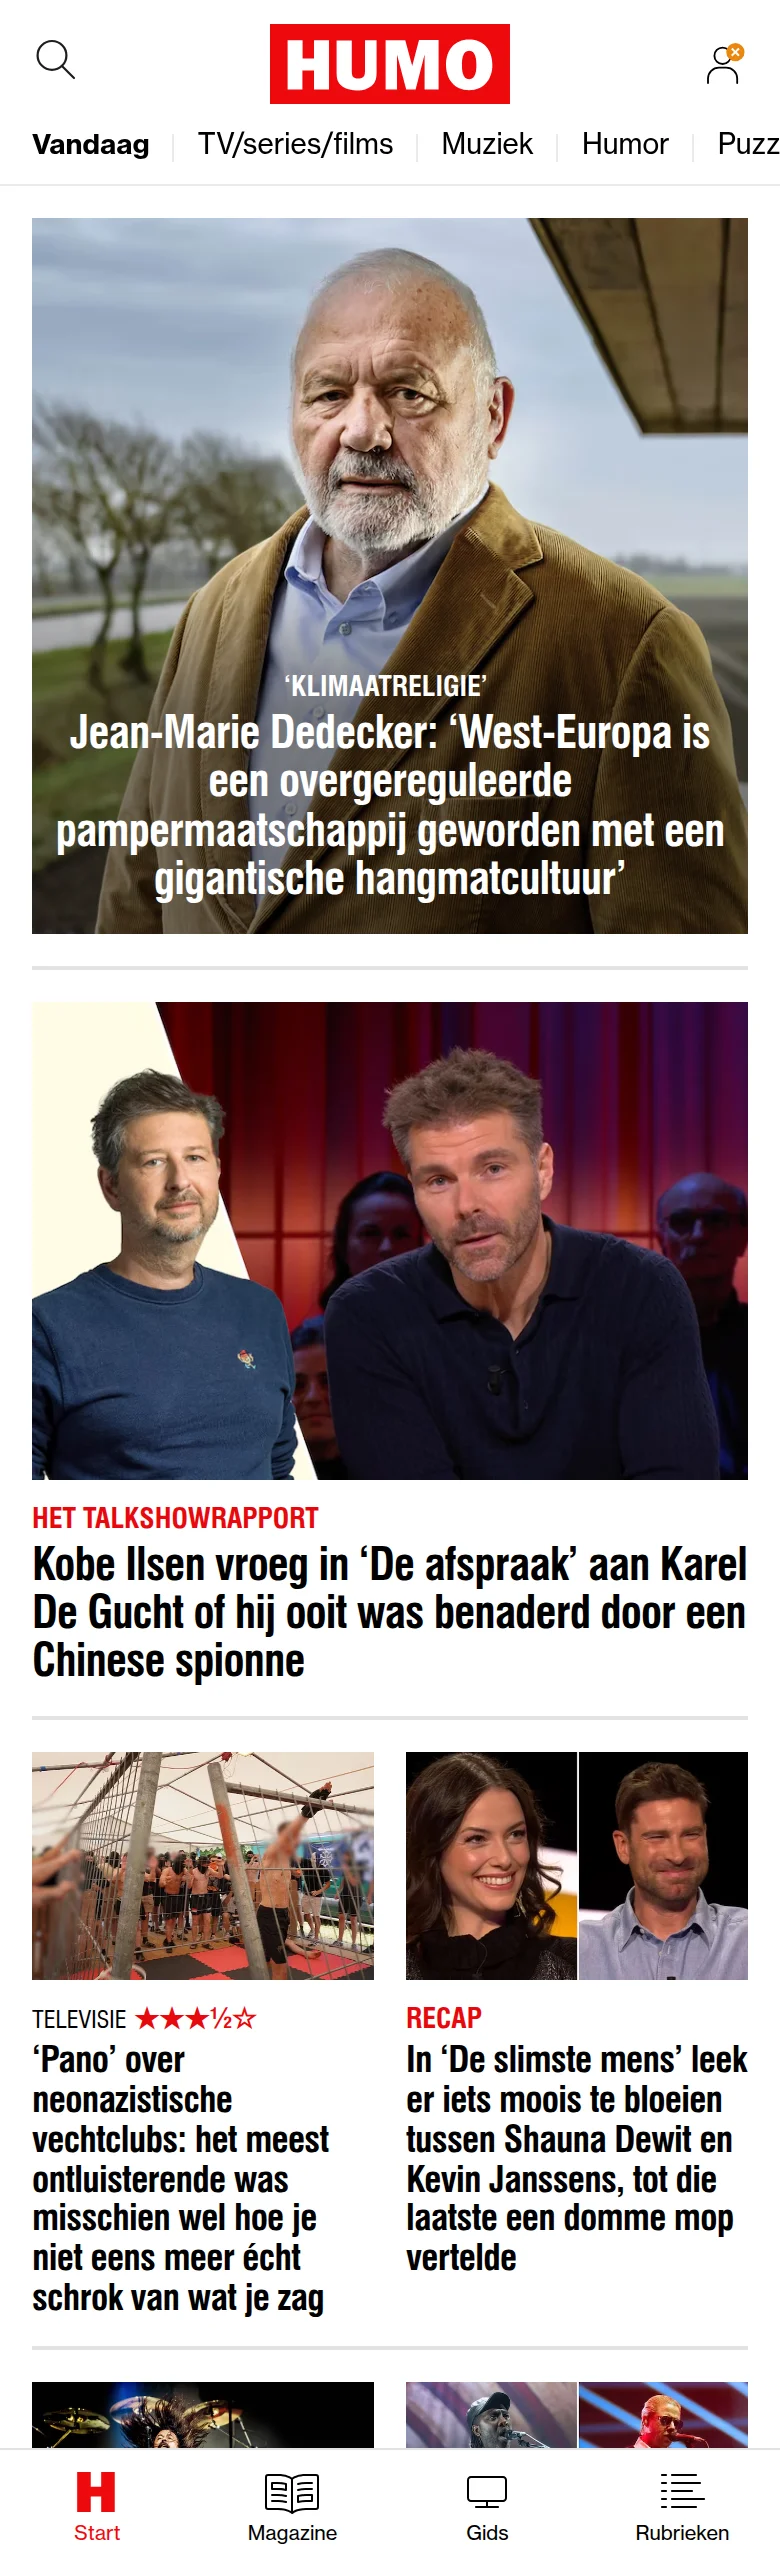 HUMO
Vandaag
TV/series/films
Muziek
Humor
Puzz
‘KLIMAATRELIGIE’
Jean-Marie Dedecker: ‘West-Europa is
een overgereguleerde
pampermaatschappij geworden met een
gigantische hangmatcultuur’
HET TALKSHOWRAPPORT
Kobe Ilsen vroeg in ‘De afspraak’ aan Karel
De Gucht of hij ooit was benaderd door een
Chinese spionne
TELEVISIE ★★★½☆
‘Pano’ over
neonazistische
vechtclubs: het meest
ontluisterende was
misschien wel hoe je
niet eens meer écht
schrok van wat je zag
RECAP
In ‘De slimste mens’ leek
er iets moois te bloeien
tussen Shauna Dewit en
Kevin Janssens, tot die
laatste een domme mop
vertelde
H
Start
Magazine
Gids
Rubrieken